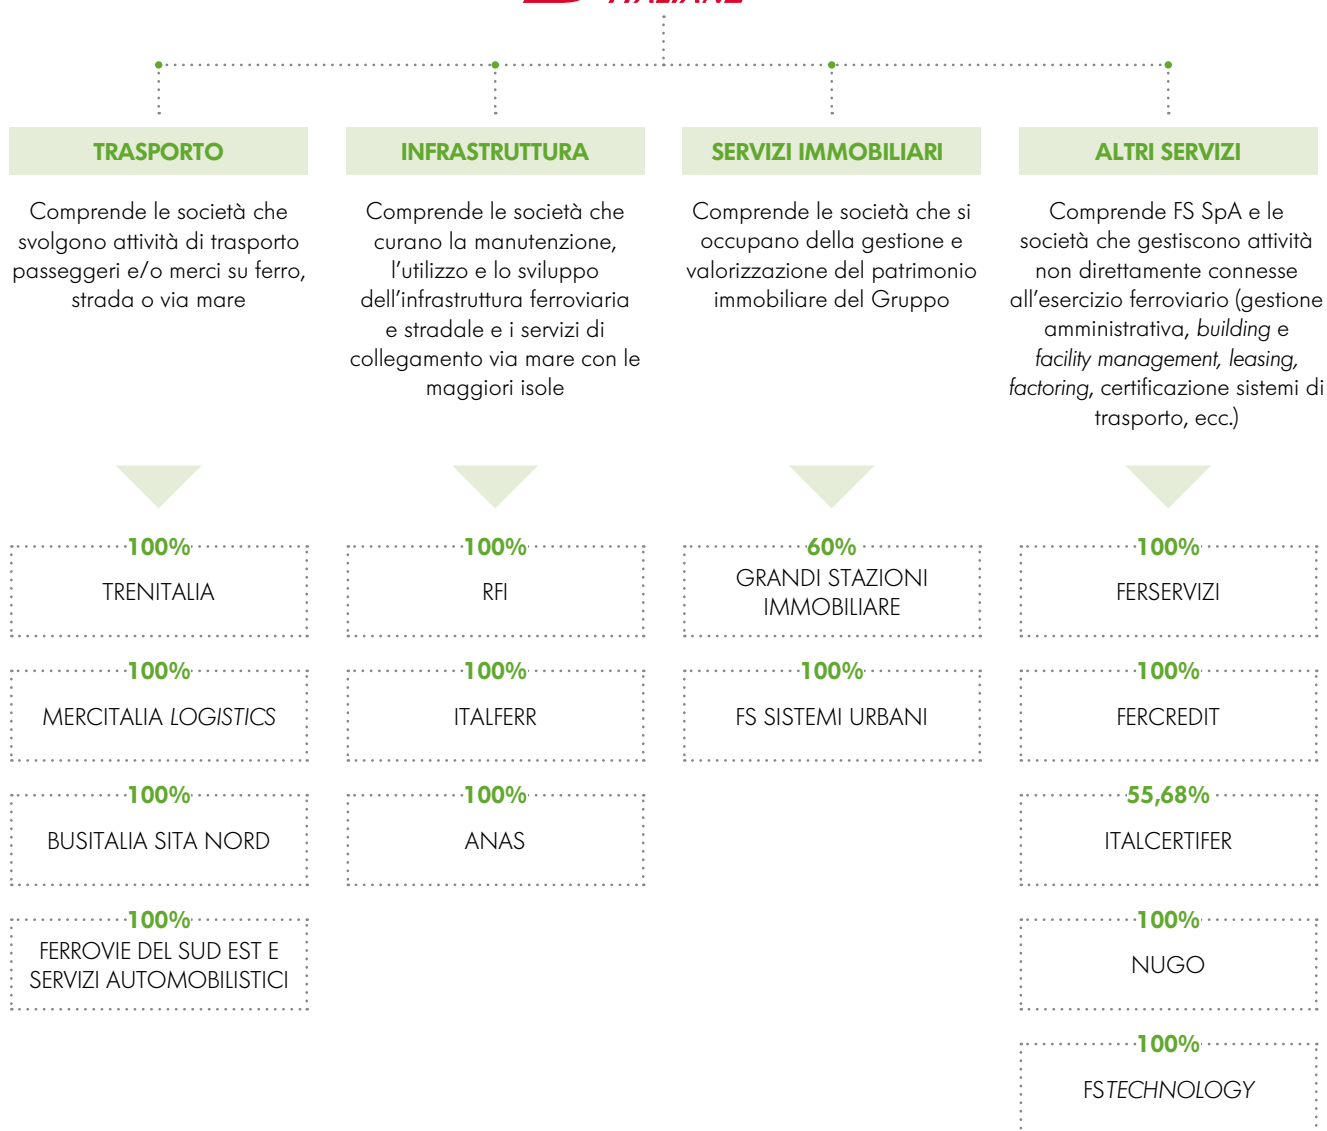 TRASPORTO
Comprende le società che
svolgono attività di trasporto
passeggeri e/o merci su ferro,
strada o via mare
100%
TRENITALIA
100%
MERCITALIA LOGISTICS
100%
BUSITALIA SITA NORD
100%
FERROVIE DEL SUD EST E
SERVIZI AUTOMOBILISTICI
INFRASTRUTTURA
Comprende le società che
curano la manutenzione,
l'utilizzo e lo sviluppo
dell'infrastruttura ferroviaria
e stradale e i servizi di
collegamento via mare con le
maggiori isole
100%
RFI
100%
ITALFERR
100%
ANAS
SERVIZI IMMOBILIARI
Comprende le società che si
occupano della gestione e
valorizzazione del patrimonio
immobiliare del Gruppo
60%
GRANDI STAZIONI
IMMOBILIARE
100%
FS SISTEMI URBANI
ALTRI SERVIZI
Comprende FS SpA e le
società che gestiscono attività
non direttamente connesse
all'esercizio ferroviario (gestione
amministrativa, building e
facility management, leasing,
factoring, certificazione sistemi di
trasporto, ecc.)
100%
FERSERVIZI
100%
FERCREDIT
55,68%
ITALCERTIFER
100%
NUGO
100%
FSTECHNOLOGY